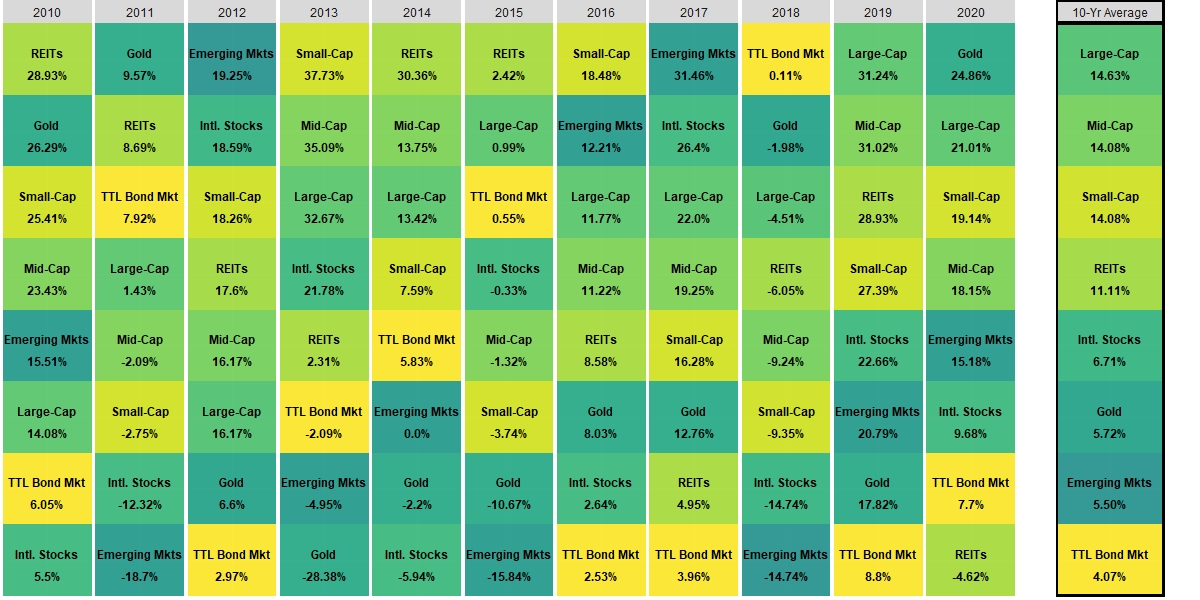 2010 2011 2012 2013 2014 2015 2016 2017 2018 2019 2020 10-Yr Average
REITs Gold Emerging Mkts Small-Cap REITs REITs Small-Cap Emerging Mkts TTL Bond Mkt Large-Cap Gold Large-Cap
28.93% 9.57% 19.25% 37.73% 30.36% 2.42% 18.48% 31.46% 0.11% 31.24% 24.86% 14.63%
Gold REITs Intl. Stocks Mid-Cap Mid-Cap Large-Cap Emerging Mkts Intl. Stocks Gold Mid-Cap Large-Cap Mid-Cap
26.29% 8.69% 18.59% 35.09% 13.75% 0.99% 12.21% 26.4% -1.98% 31.02% 21.01% 14.08%
Small-Cap TTL Bond Mkt Small-Cap Large-Cap Large-Cap TTL Bond Mkt Large-Cap Large-Cap Large-Cap REITs Small-Cap Small-Cap
25.41% 7.92% 18.26% 32.67% 13.42% 0.55% 11.77% 22.0% -4.51% 28.93% 19.14% 14.08%
Mid-Cap Large-Cap REITs Intl. Stocks Small-Cap Intl. Stocks Mid-Cap Mid-Cap REITs Small-Cap Mid-Cap REITs
23.43% 1.43% 17.6% 21.78% 7.59% -0.33% 11.22% 19.25% -6.05% 27.39% 18.15% 11.11%
Emerging Mkts Mid-Cap Mid-Cap REITs TTL Bond Mkt Mid-Cap REITs Small-Cap Mid-Cap Intl. Stocks Emerging Mkts Intl. Stocks
15.51% -2.09% 16.17% 2.31% 5.83% -1.32% 8.58% 16.28% -9.24% 22.66% 15.18% 6.71%
Large-Cap Small-Cap Large-Cap TTL Bond Mkt Emerging Mkts Small-Cap Gold Gold Small-Cap Emerging Mkts Intl. Stocks Gold
14.08% -2.75% 16.17% -2.09% 0.0% -3.74% 8.03% 12.76% -9.35% 20.79% 9.68% 5.72%
TTL Bond Mkt Intl. Stocks Gold Emerging Mkts Gold Gold Intl. Stocks REITs Intl. Stocks Gold TTL Bond Mkt Emerging Mkts
6.05% -12.32% 6.6% -4.95% -2.2% -10.67% 2.64% 4.95% -14.74% 17.82% 7.7% 5.50%
Intl. Stocks Emerging Mkts TTL Bond Mkt Gold Intl. Stocks Emerging Mkts TTL Bond Mkt TTL Bond Mkt Emerging Mkts TTL Bond Mkt REITs TTL Bond Mkt
5.5% -18.7% 2.97% -28.38% -5.94% -15.84% 2.53% 3.96% -14.74% 8.8% -4.62% 4.07%